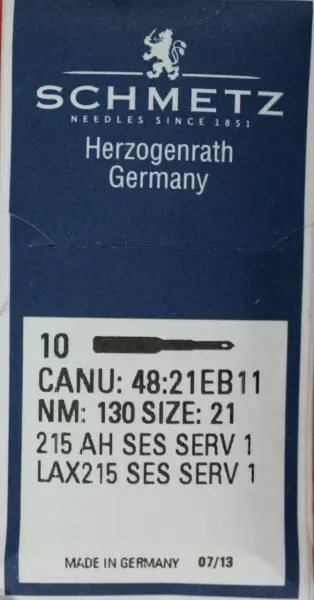 SCHMETZ
NEEDLES SINCE 1851
Herzogenrath
Germany
10
CANU: 48:21EB11
NM: 130 SIZE: 21
215 AH SES SERV 1
LAX215 SES SERV 1
MADE IN GERMANY 07/13